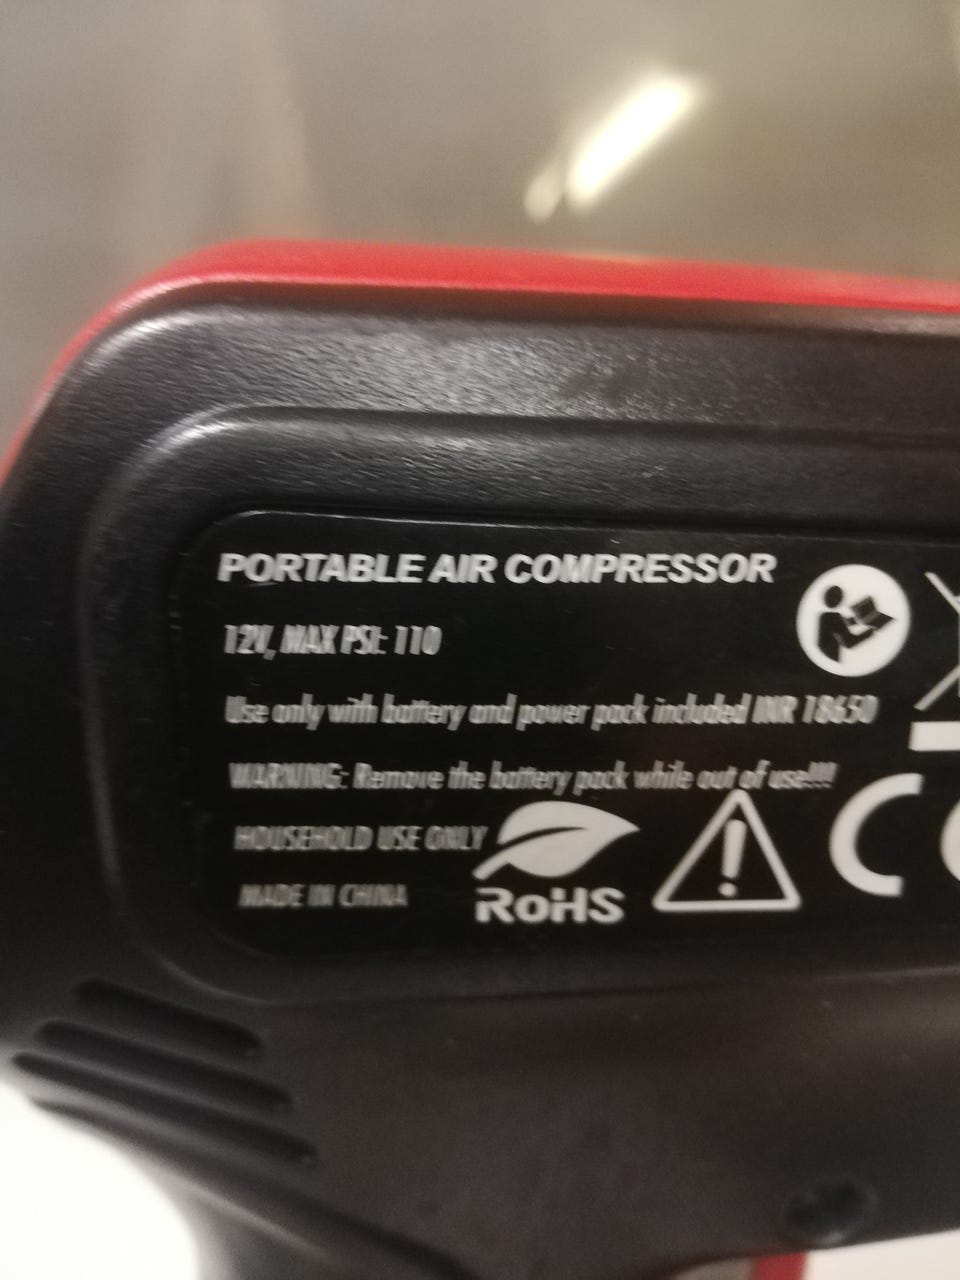 PORTABLE AIR COMPRESSOR
12V, MAX PSI: 110
Use only with battery and power pack included INR 18650
WARNING: Remove the battery pack while out of use!!!
HOUSEHOLD USE ONLY
MADE IN CHINA
RoHS
CE